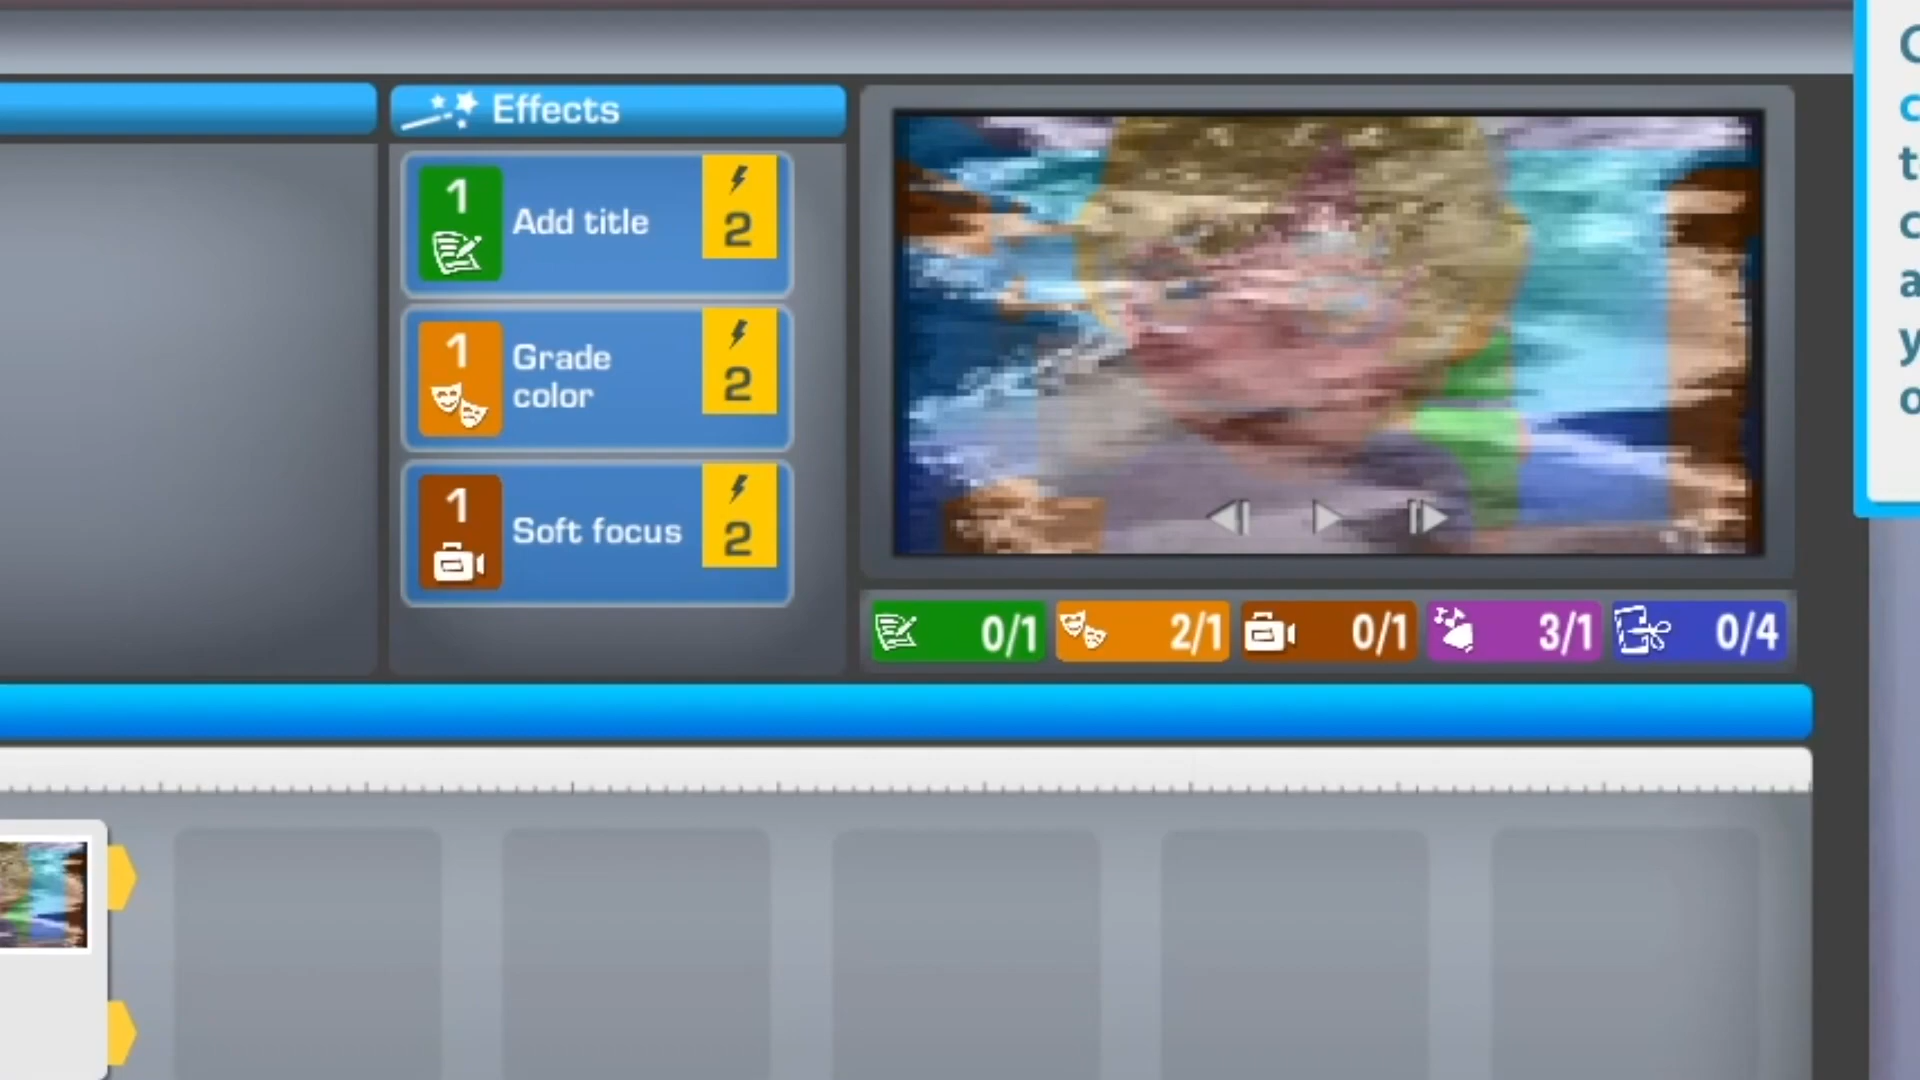 Effects
1
Add title
2
1
Grade
color
2
1
Soft focus
2
0/1
2/1
0/1
3/1
0/4